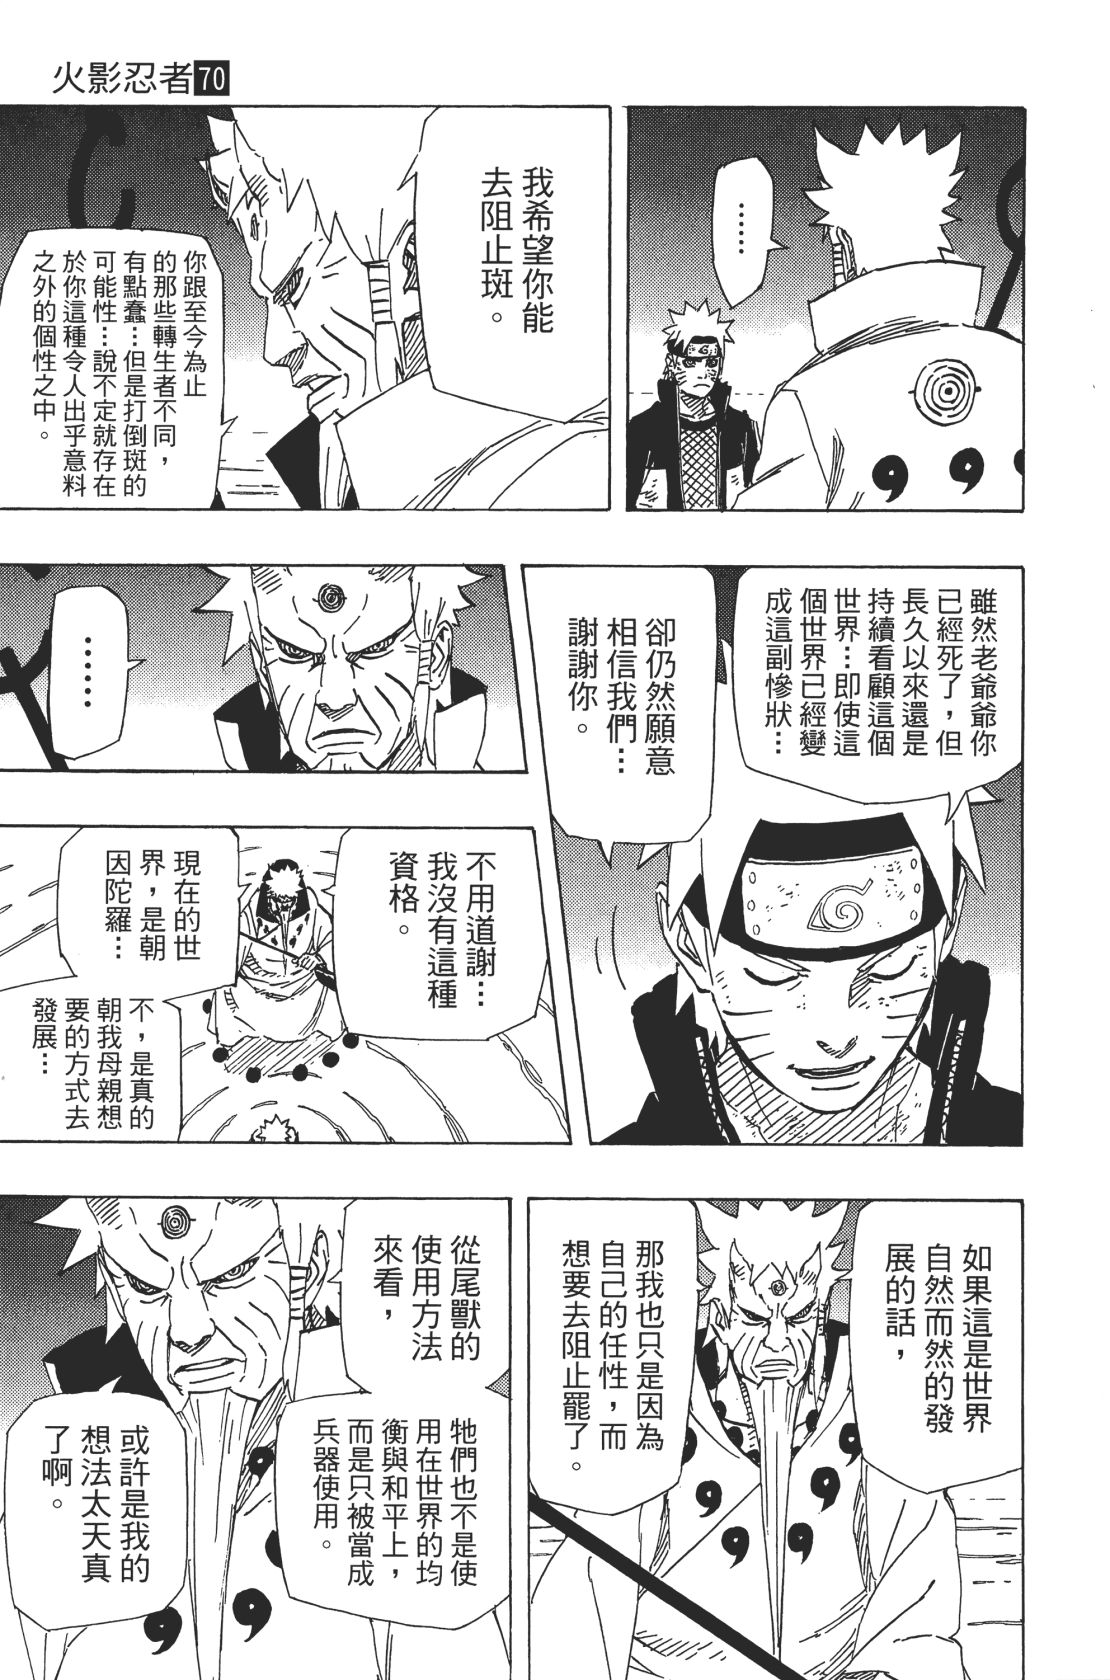 火影忍者70
……
我希望你能
去阻止斑。
你跟至今為止
的那些轉生者不同，
有點蠢…但是打倒斑的
可能性…說不定就存在
於你這種令人出乎意料
之外的個性之中。
雖然老爺爺你
已經死了，但
長久以來還是
持續看顧這個
世界…即使這
個世界已經變
成這副慘狀…
卻仍然願意
相信我們…
謝謝你。
……
不用道謝…
我沒有這種
資格。
現在的世
界，是朝
因陀羅…
不，是真的
朝我母親想
要的方式去
發展…
如果這是世界
自然而然的發
展的話，
那我也只是因為
自己的任性，而
想要去阻止罷了。
從尾獸的
使用方法
來看，
牠們也不是使
用在世界的均
衡與和平上，
而是只被當成
兵器使用。
或許是我的
想法太天真
了啊。